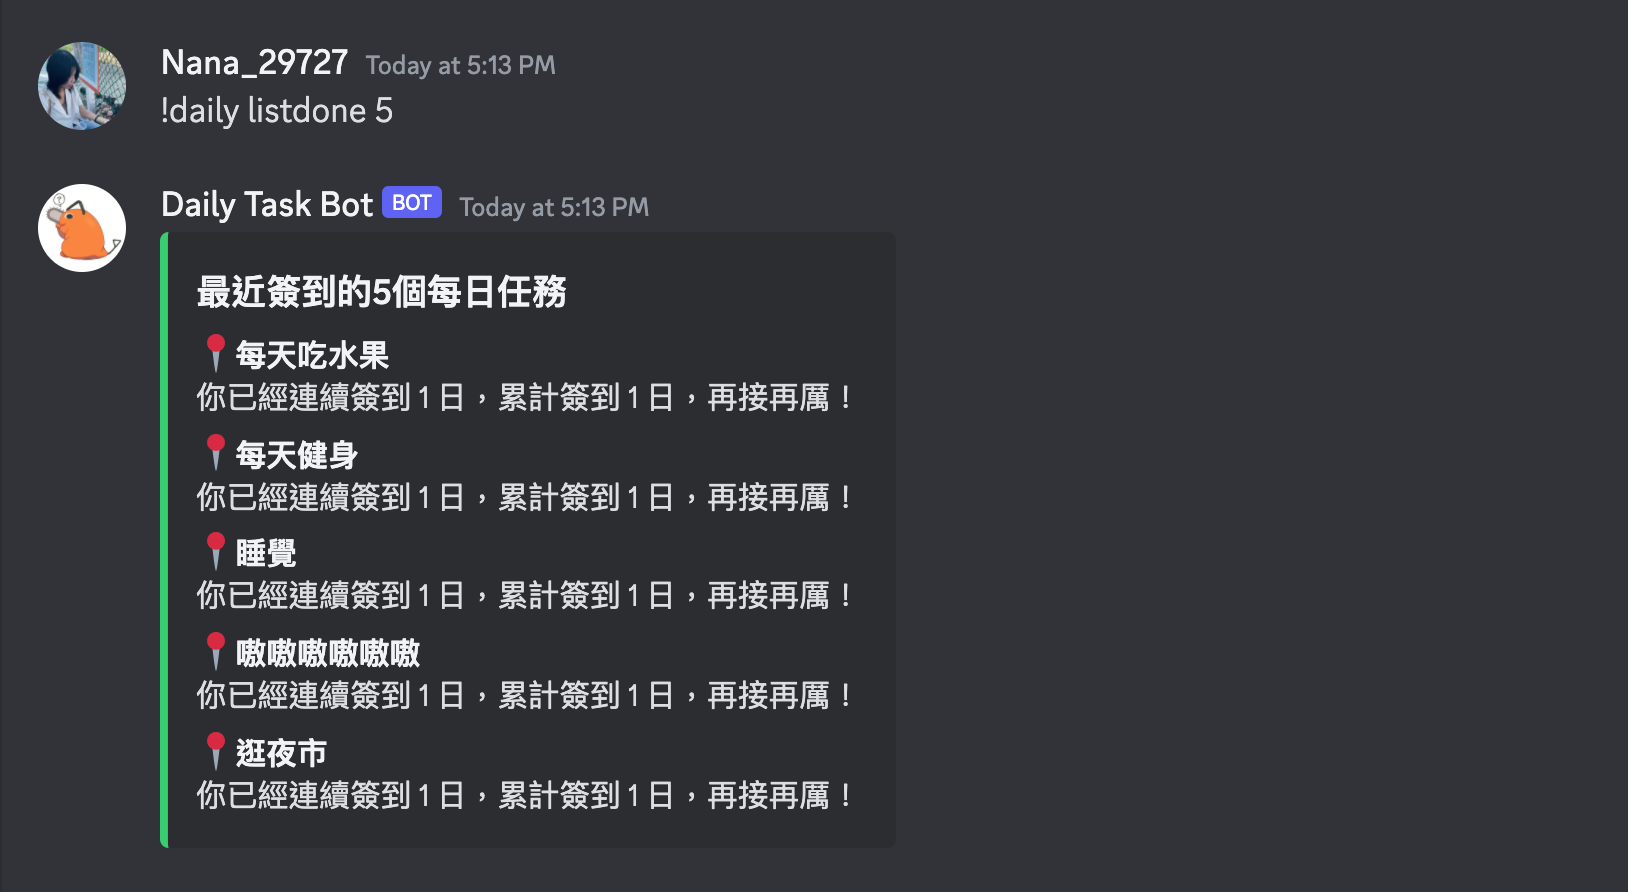 Nana_29727 Today at 5:13 PM
!daily listdone 5
Daily Task Bot BOT Today at 5:13 PM
最近簽到的5個每日任務
📍每天吃水果
你已經連續簽到 1 日，累計簽到 1 日，再接再厲！
📍每天健身
你已經連續簽到 1 日，累計簽到 1 日，再接再厲！
📍睡覺
你已經連續簽到 1 日，累計簽到 1 日，再接再厲！
📍嗷嗷嗷嗷嗷嗷
你已經連續簽到 1 日，累計簽到 1 日，再接再厲！
📍逛夜市
你已經連續簽到 1 日，累計簽到 1 日，再接再厲！